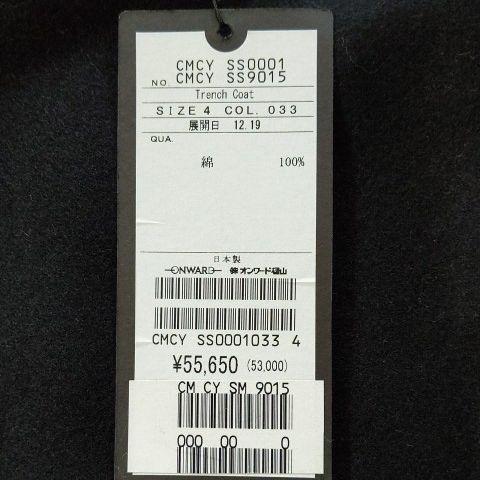 CMCY SS0001
NO. CMCY SS9015
Trench Coat
SIZE 4 COL. 033
展開日 12.19
QUA.
綿 100%
日本製
ONWARD ㈱オンワード樫山
CMCY SS0001033 4
¥55,650 (53,000)
CM CY SM 9015
000 00 0